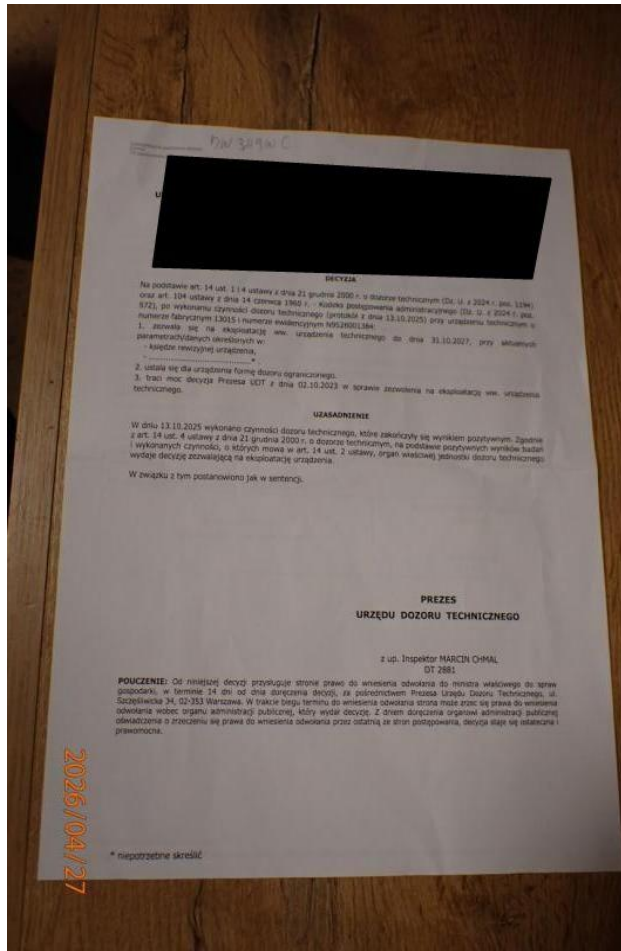 DW 3H9WC
DECYZJA
Na podstawie art. 14 ust. 1 i 4 ustawy z dnia 21 grudnia 2000 r. o dozorze technicznym (Dz. U. z 2024 r. poz. 1194)
oraz art. 104 ustawy z dnia 14 czerwca 1960 r. - Kodeks postępowania administracyjnego (Dz. U. z 2024 r. poz.
572), po wykonaniu czynności dozoru technicznego (protokół z dnia 13.10.2025) przy urządzeniu technicznym o
numerze fabrycznym 13015 i numerze ewidencyjnym N9526001384:
1. zezwala się na eksploatację ww. urządzenia technicznego do dnia 31.10.2027, przy aktualnych
parametrach/danych określonych w:
- księdze rewizyjnej urządzenia,
- ........................................* .
2. ustala się dla urządzenia formę dozoru ograniczonego.
3. traci moc decyzja Prezesa UDT z dnia 02.10.2023 w sprawie zezwolenia na eksploatację ww. urządzenia
technicznego.
UZASADNIENIE
W dniu 13.10.2025 wykonano czynności dozoru technicznego, które zakończyły się wynikiem pozytywnym. Zgodnie
z art. 14 ust. 4 ustawy z dnia 21 grudnia 2000 r. o dozorze technicznym, na podstawie pozytywnych wyników badań
i wykonanych czynności, o których mowa w art. 14 ust. 2 ustawy, organ właściwej jednostki dozoru technicznego
wydaje decyzję zezwalającą na eksploatację urządzenia.
W związku z tym postanowiono jak w sentencji.
PREZES
URZĘDU DOZORU TECHNICZNEGO
z up. Inspektor MARCIN CHMAL
DT 2881
POUCZENIE: Od niniejszej decyzji przysługuje stronie prawo do wniesienia odwołania do ministra właściwego do spraw
gospodarki, w terminie 14 dni od dnia doręczenia decyzji, za pośrednictwem Prezesa Urzędu Dozoru Technicznego, ul.
Szczęśliwicka 34, 02-353 Warszawa. W trakcie biegu terminu do wniesienia odwołania strona może zrzec się prawa do wniesienia
odwołania wobec organu administracji publicznej, który wydał decyzję. Z dniem doręczenia organowi administracji publicznej
oświadczenia o zrzeczeniu się prawa do wniesienia odwołania przez ostatnią ze stron postępowania, decyzja staje się ostateczna i
prawomocna.
* niepotrzebne skreślić
2026/04/27